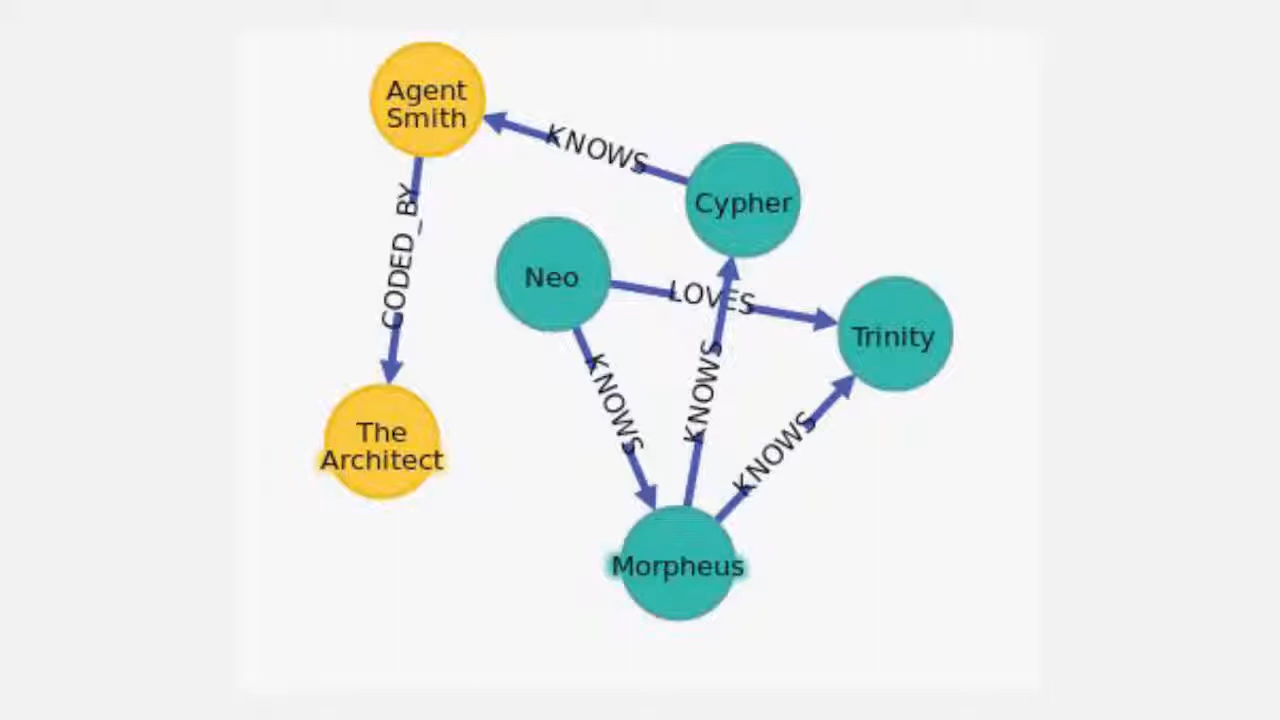 Agent
Smith
KNOWS
Cypher
CODED_BY
Neo
LOVES
Trinity
KNOWS
KNOWS
KNOWS
The
Architect
Morpheus